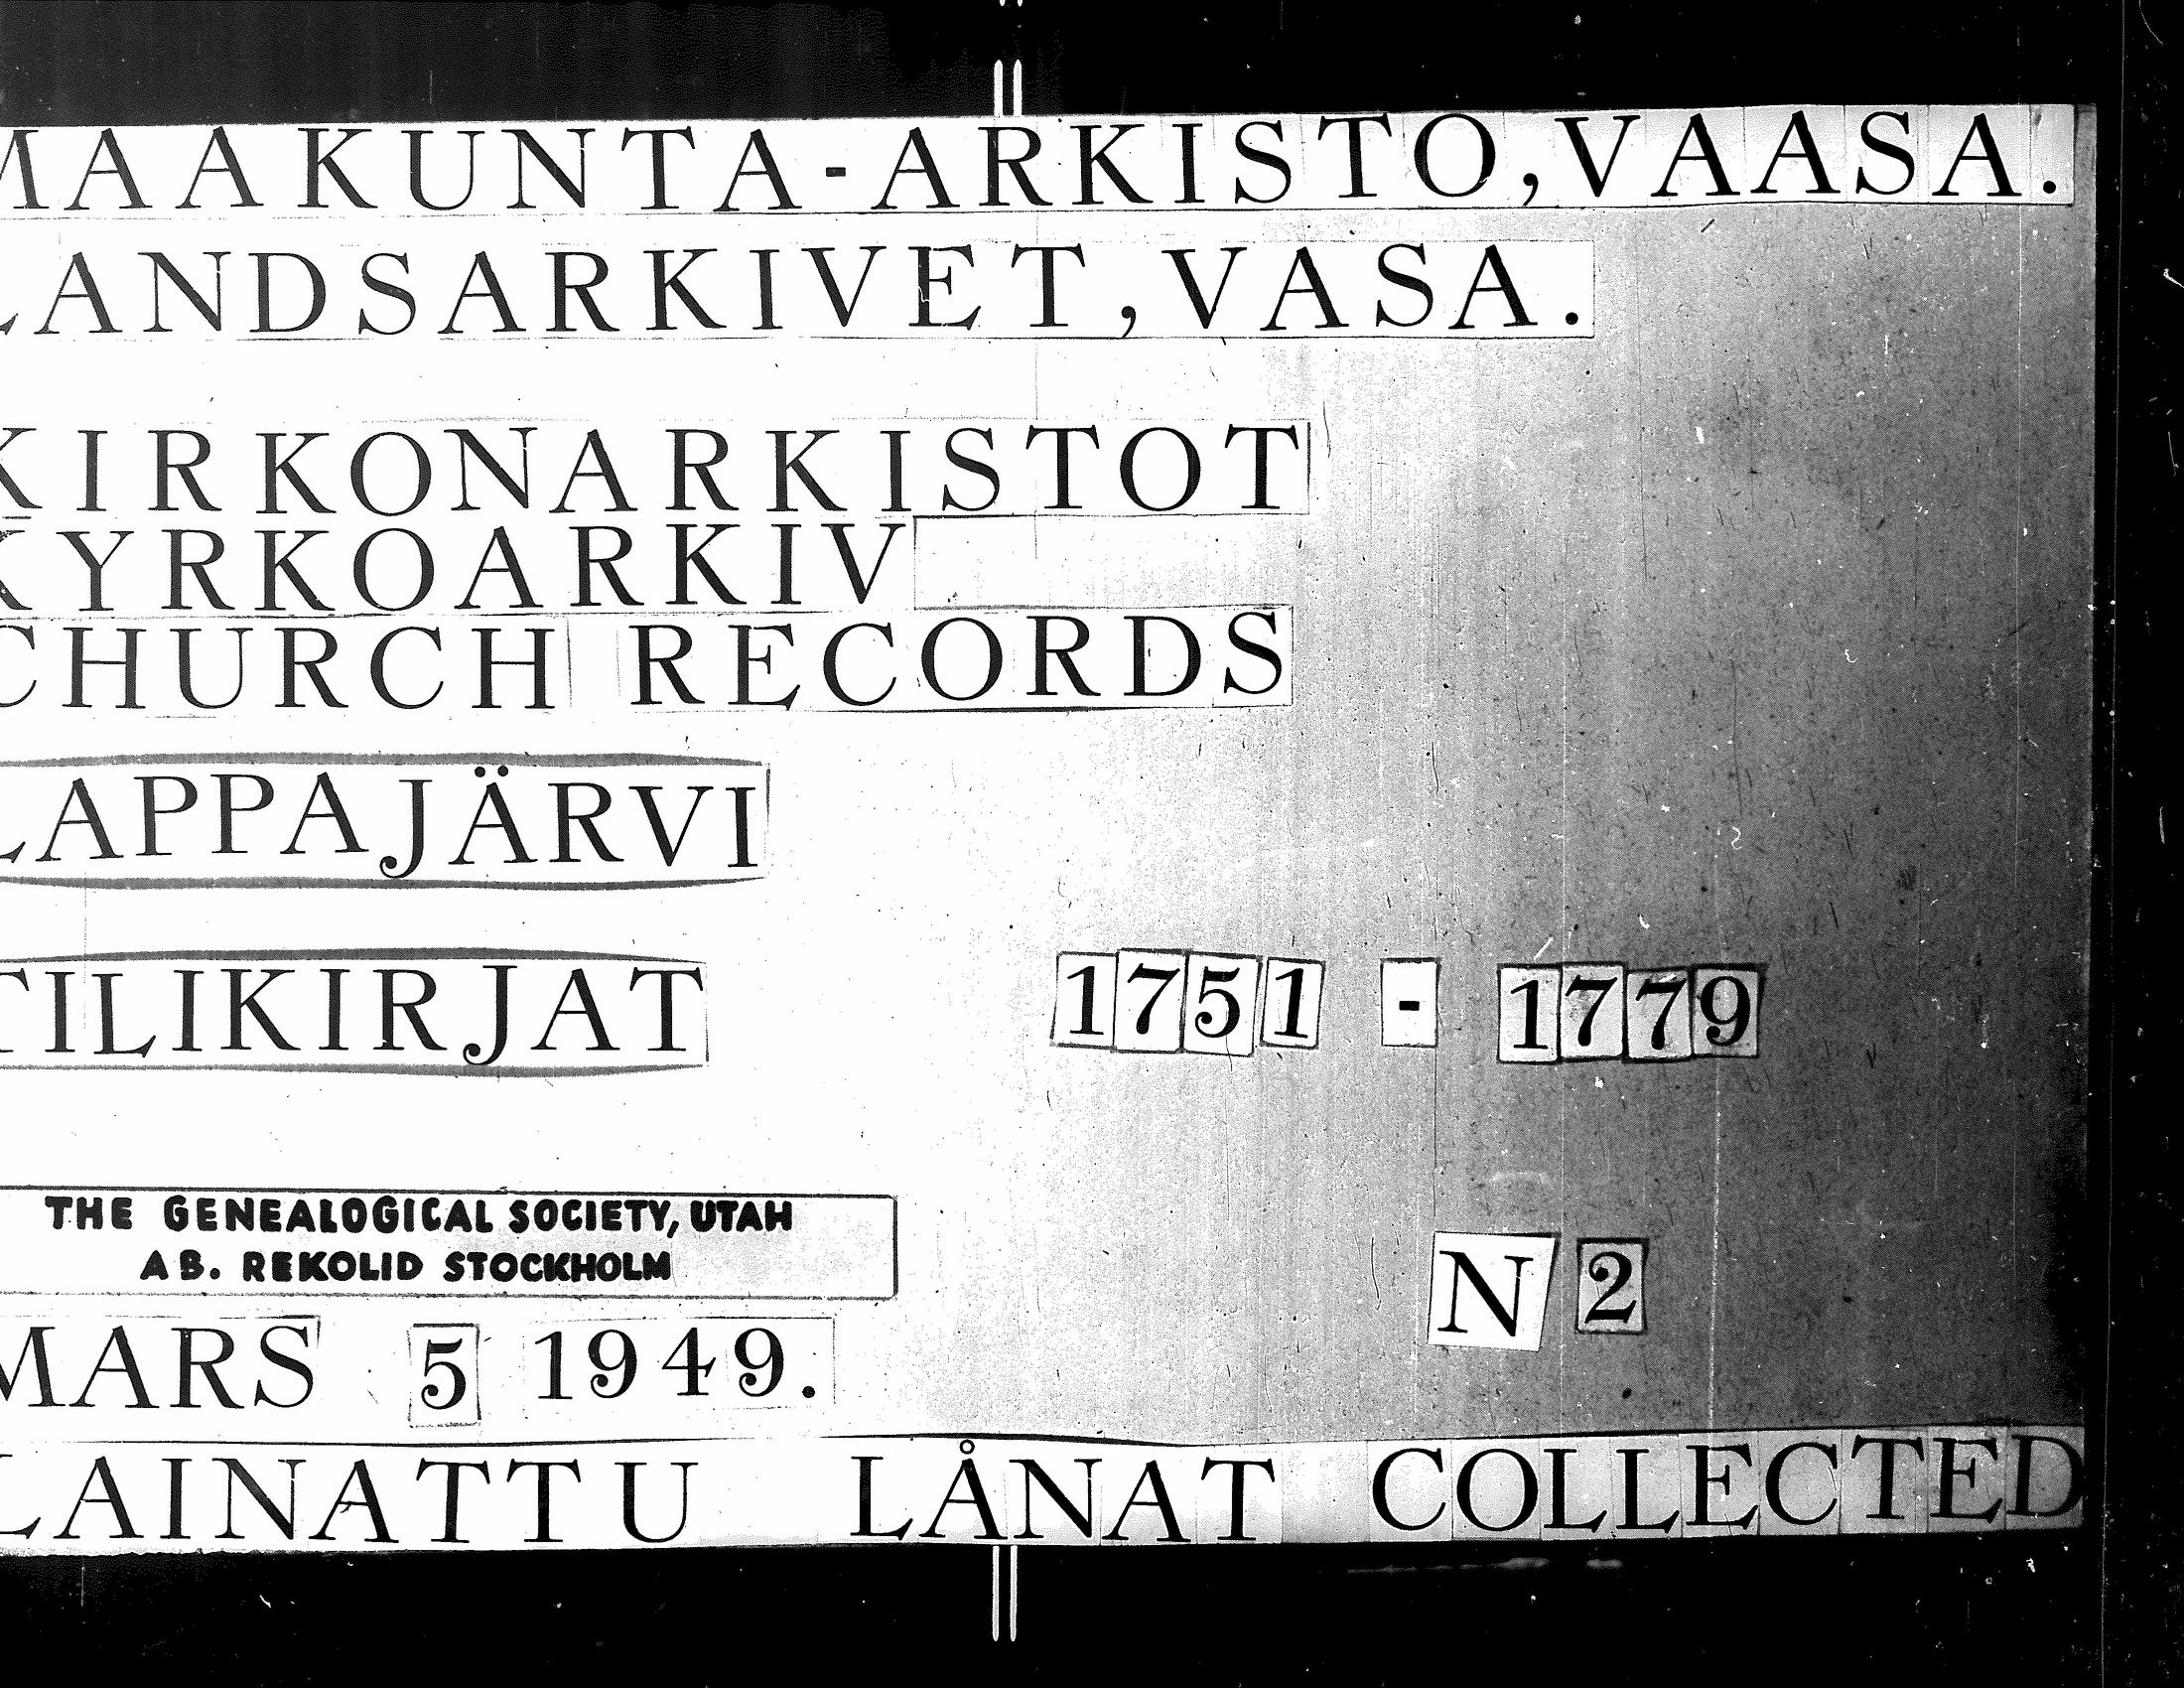 MAAKUNTA-ARKISTO, VAASA.
LANDSARKIVET, VASA.
KIRKONARKISTOT
KYRKOARKIV
CHURCH RECORDS
LAPPAJÄRVI
TILIKIRJAT 1751 - 1779
THE GENEALOGICAL SOCIETY, UTAH
AB. REKOLID STOCKHOLM
N 2
MARS 5 1949.
LAINATTU LÅNAT COLLECTED